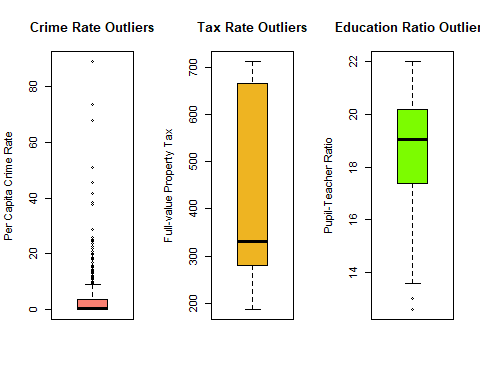 Crime Rate Outliers
Per Capita Crime Rate
0
20
40
60
80
Tax Rate Outliers
Full-value Property Tax
200
300
400
500
600
700
Education Ratio Outlier
Pupil-Teacher Ratio
14
16
18
20
22